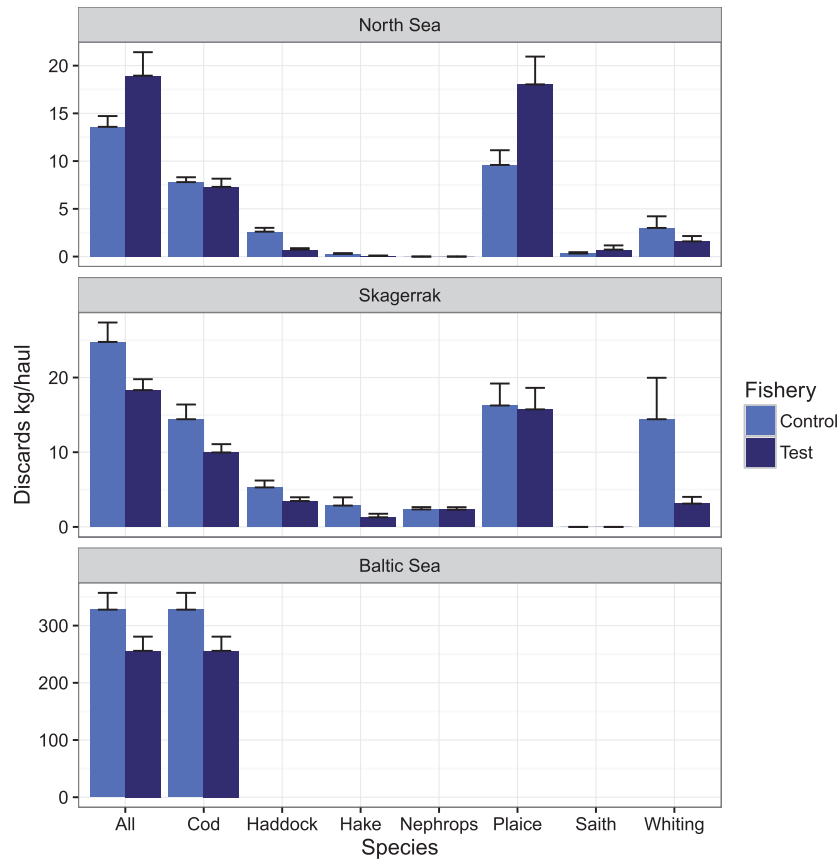 North Sea
20
15
10
5
0
Skagerrak
20
10
0
Baltic Sea
300
200
100
0
All Cod Haddock Hake Nephrops Plaice Saith Whiting
Species
Discards kg/haul
Fishery
Control
Test